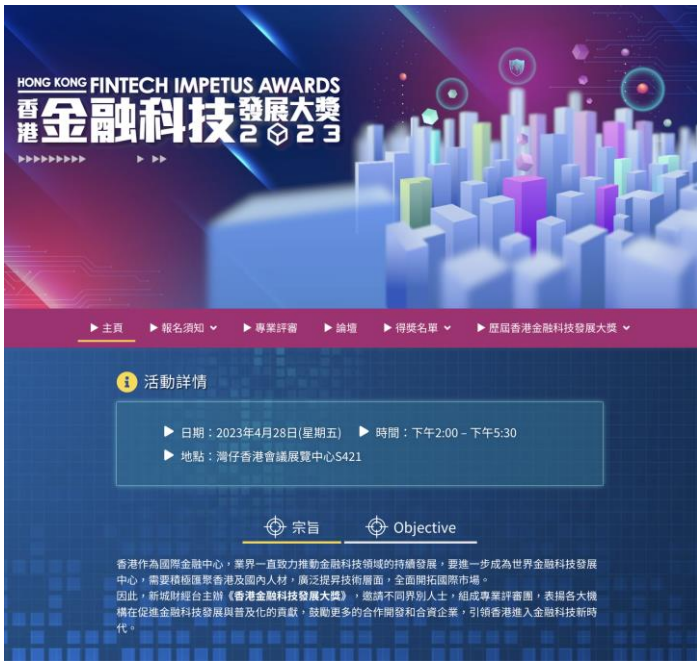 HONG KONG FINTECH IMPETUS AWARDS
香港金融科技發展大獎
2023
主頁 報名須知 專業評審 論壇 得獎名單 歷屆香港金融科技發展大獎
活動詳情
日期：2023年4月28日(星期五) 時間：下午2:00 – 下午5:30
地點：灣仔香港會議展覽中心S421
宗旨 Objective
香港作為國際金融中心，業界一直致力推動金融科技領域的持續發展，要進一步成為世界金融科技發展
中心，需要積極匯聚香港及國內人材，廣泛提昇技術層面，全面開拓國際市場。
因此，新城財經台主辦《香港金融科技發展大獎》，邀請不同界別人士，組成專業評審團，表揚各大機
構在促進金融科技發展與普及化的貢獻，鼓勵更多的合作開發和合資企業，引領香港進入金融科技新時
代。